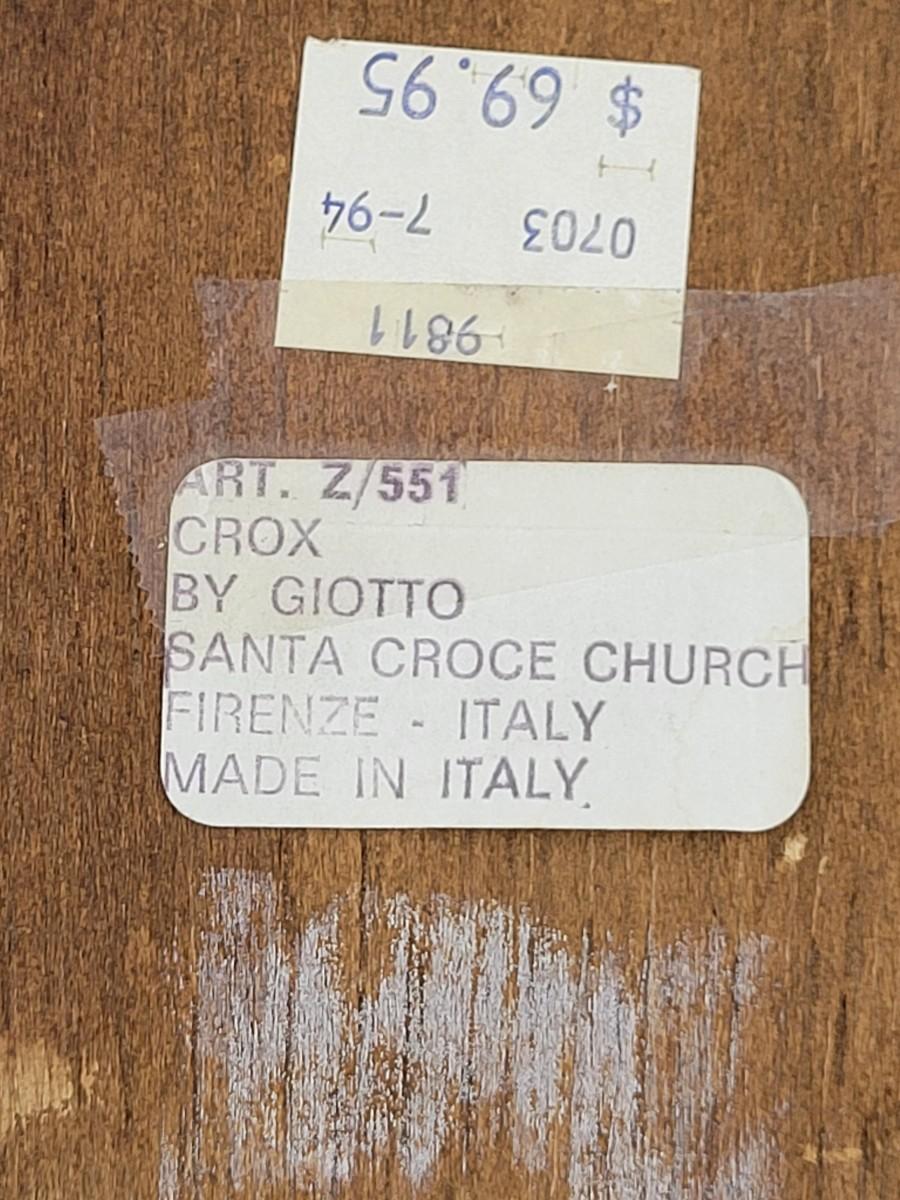 $ 69.95
0703 7-94
9811
ART. Z/551
CROX
BY GIOTTO
SANTA CROCE CHURCH
FIRENZE - ITALY
MADE IN ITALY.